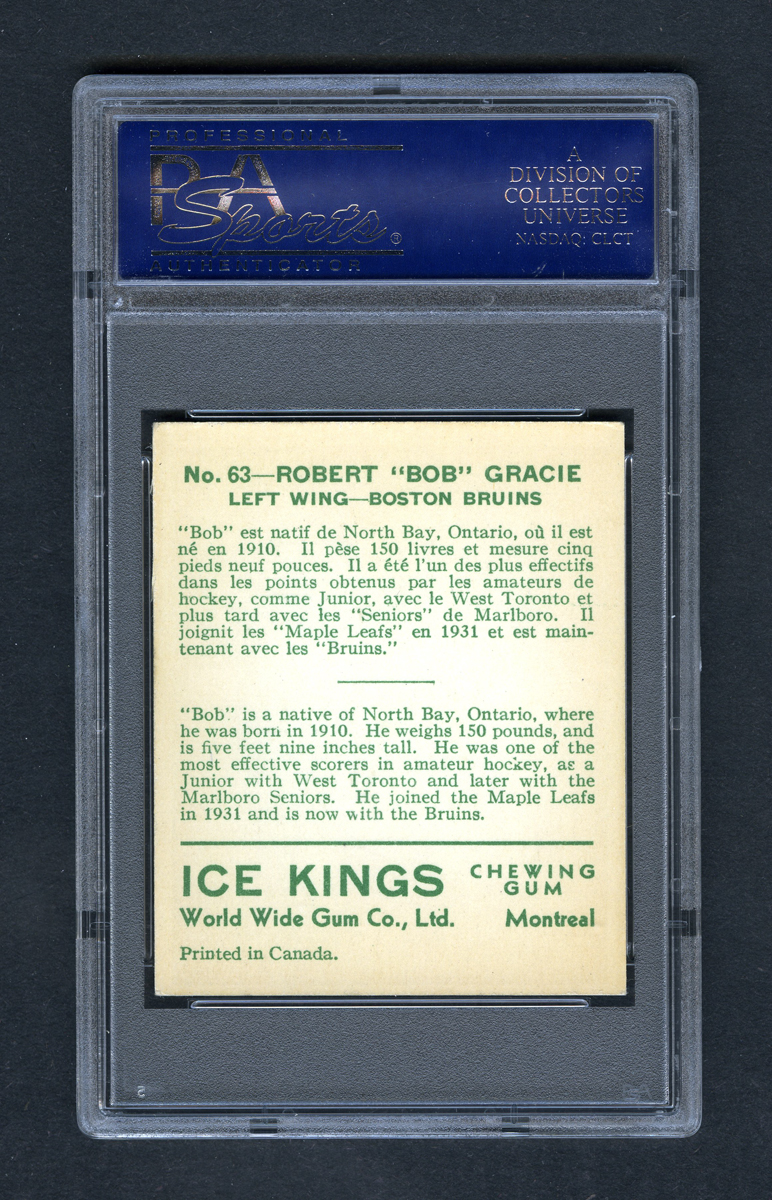 PROFESSIONAL
PSA
Sports®
AUTHENTICATOR
A
DIVISION OF
COLLECTORS
UNIVERSE
NASDAQ: CLCT
No. 63—ROBERT "BOB" GRACIE
LEFT WING—BOSTON BRUINS
"Bob" est natif de North Bay, Ontario, où il est
né en 1910. Il pèse 150 livres et mesure cinq
pieds neuf pouces. Il a été l'un des plus effectifs
dans les points obtenus par les amateurs de
hockey, comme Junior, avec le West Toronto et
plus tard avec les "Seniors" de Marlboro. Il
joignit les "Maple Leafs" en 1931 et est main-
tenant avec les "Bruins."
"Bob" is a native of North Bay, Ontario, where
he was born in 1910. He weighs 150 pounds, and
is five feet nine inches tall. He was one of the
most effective scorers in amateur hockey, as a
Junior with West Toronto and later with the
Marlboro Seniors. He joined the Maple Leafs
in 1931 and is now with the Bruins.
ICE KINGS CHEWING
GUM
World Wide Gum Co., Ltd. Montreal
Printed in Canada.